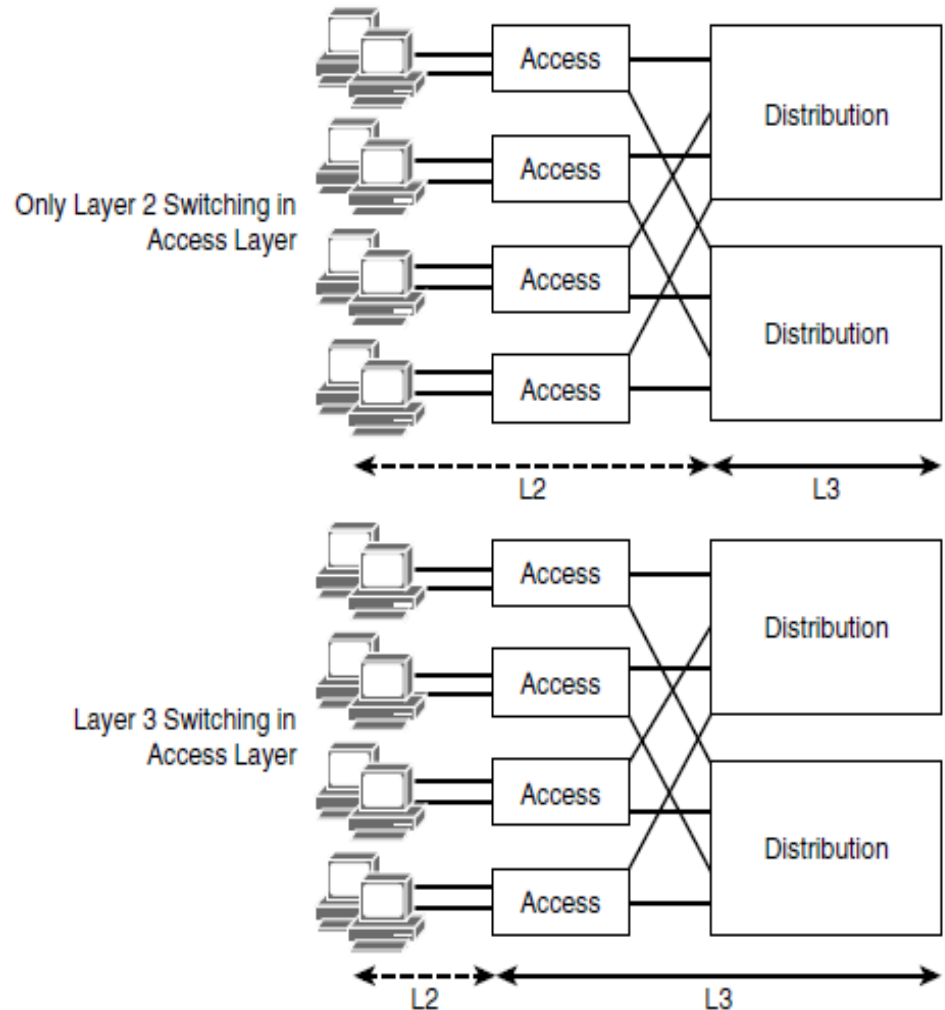 Access
Distribution
Access
Only Layer 2 Switching in
Access Layer
Access
Distribution
Access
L2
L3
Access
Distribution
Access
Layer 3 Switching in
Access Layer
Access
Distribution
Access
L2
L3